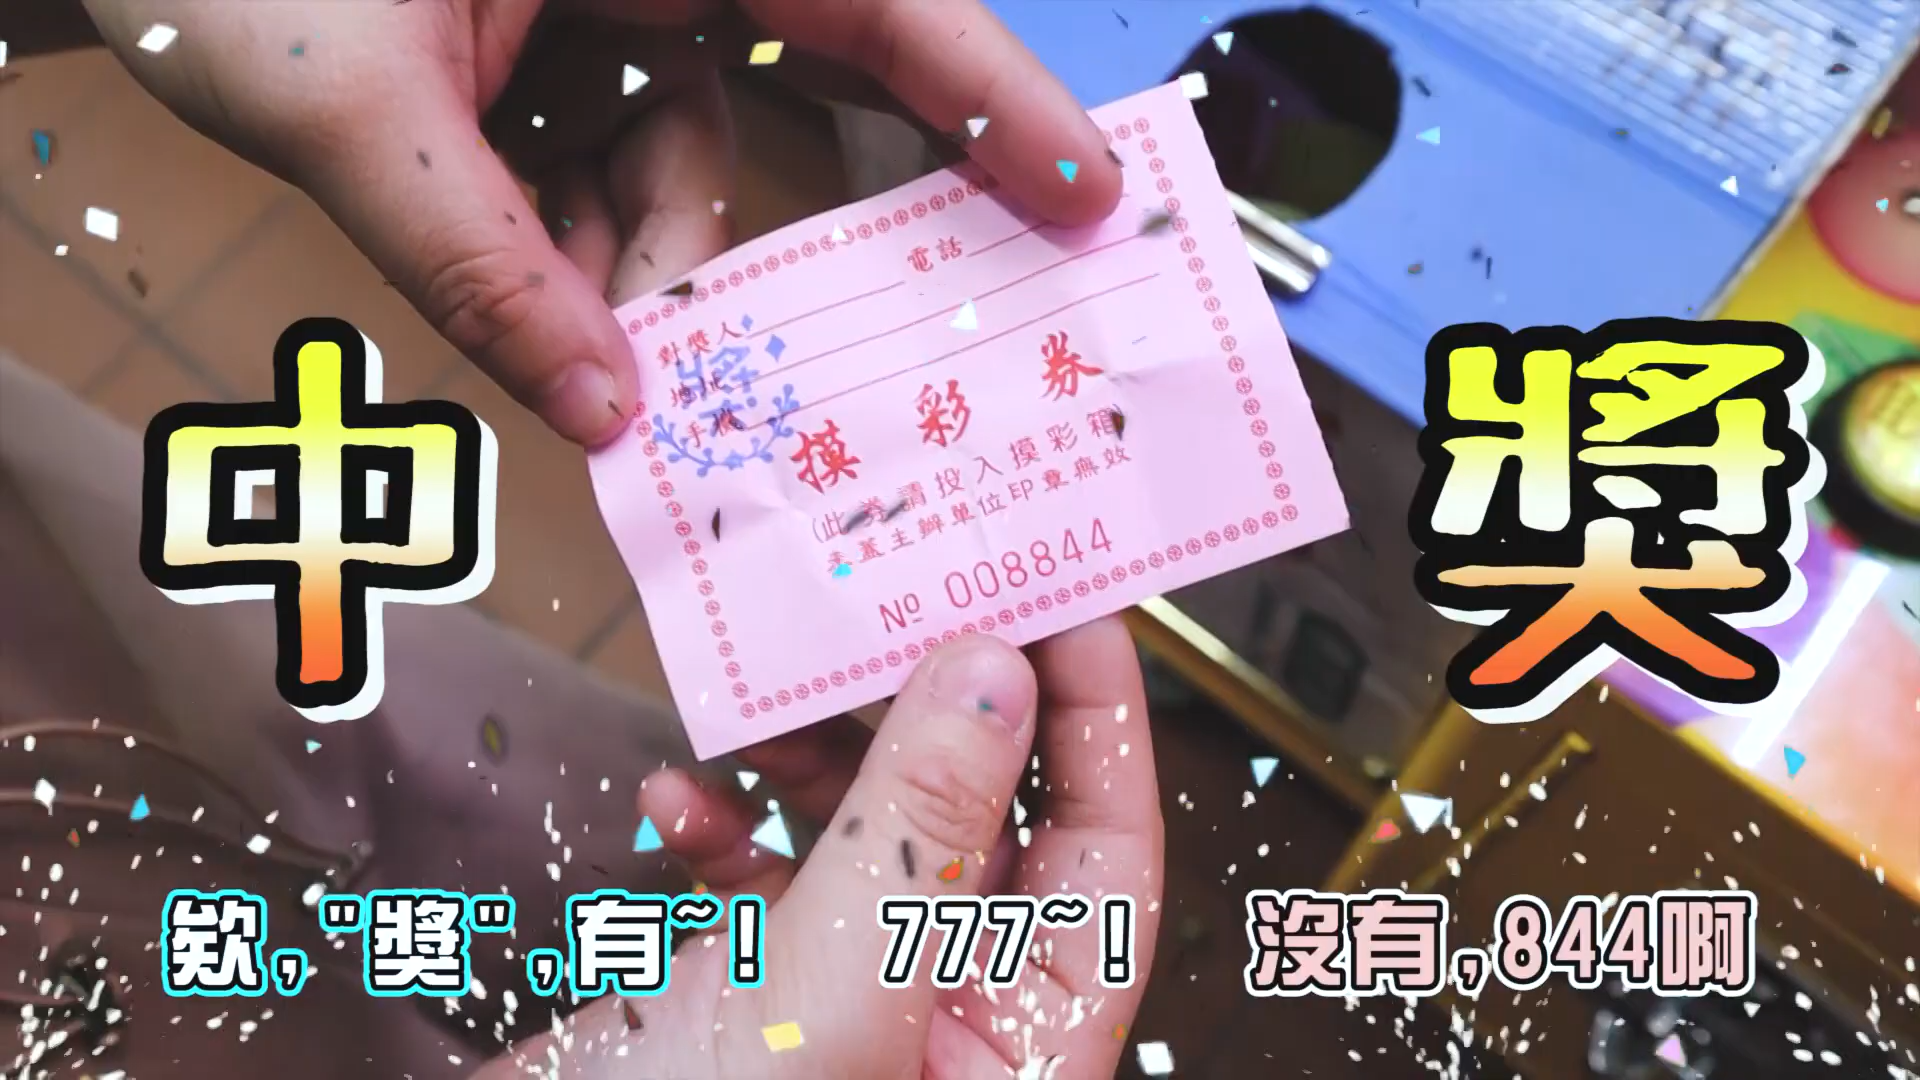 電話
對獎人
地址
手機
獎
摸彩券
(此券請投入摸彩箱)
未蓋主辦單位印章無效
Nº 008844
中獎
欸,"獎",有~! 777~! 沒有,844啊